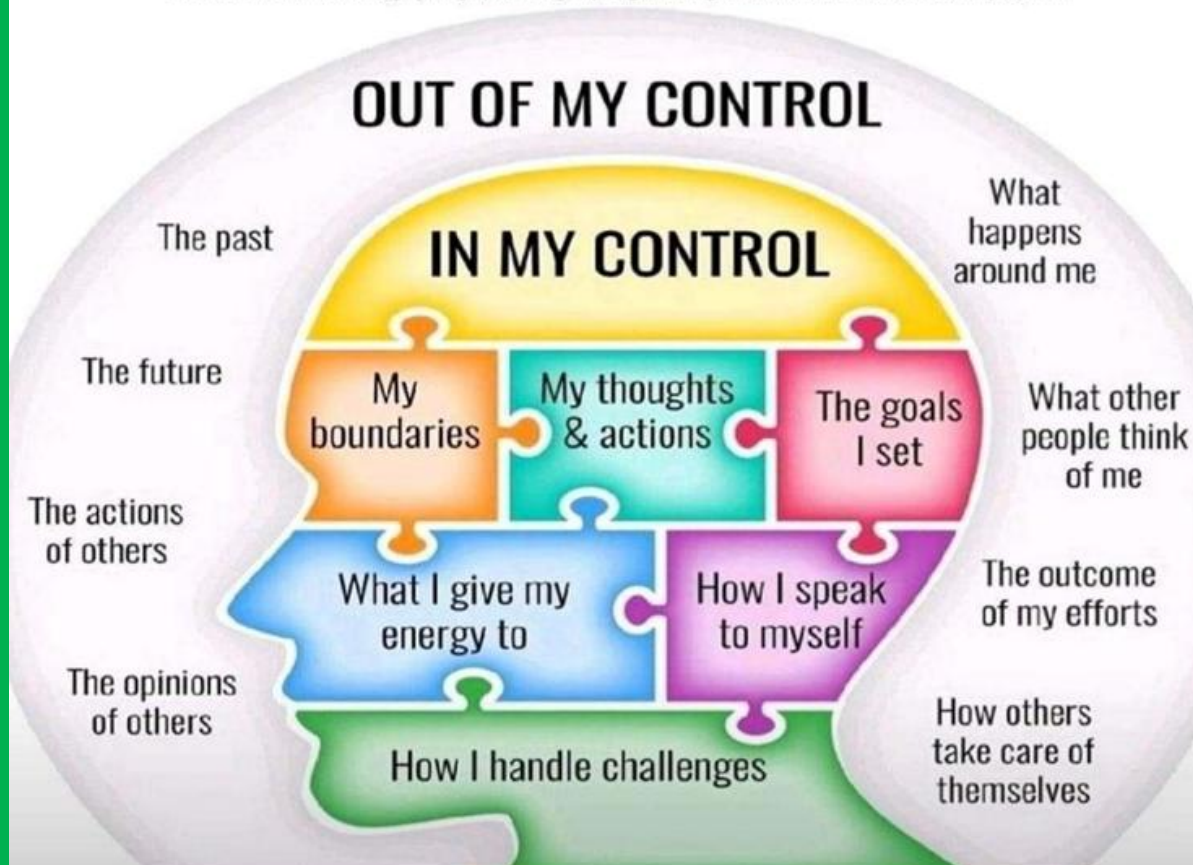 OUT OF MY CONTROL
IN MY CONTROL
The past
The future
The actions
of others
The opinions
of others
My
boundaries
My thoughts
& actions
The goals
I set
What I give my
energy to
How I speak
to myself
How I handle challenges
What
happens
around me
What other
people think
of me
The outcome
of my efforts
How others
take care of
themselves